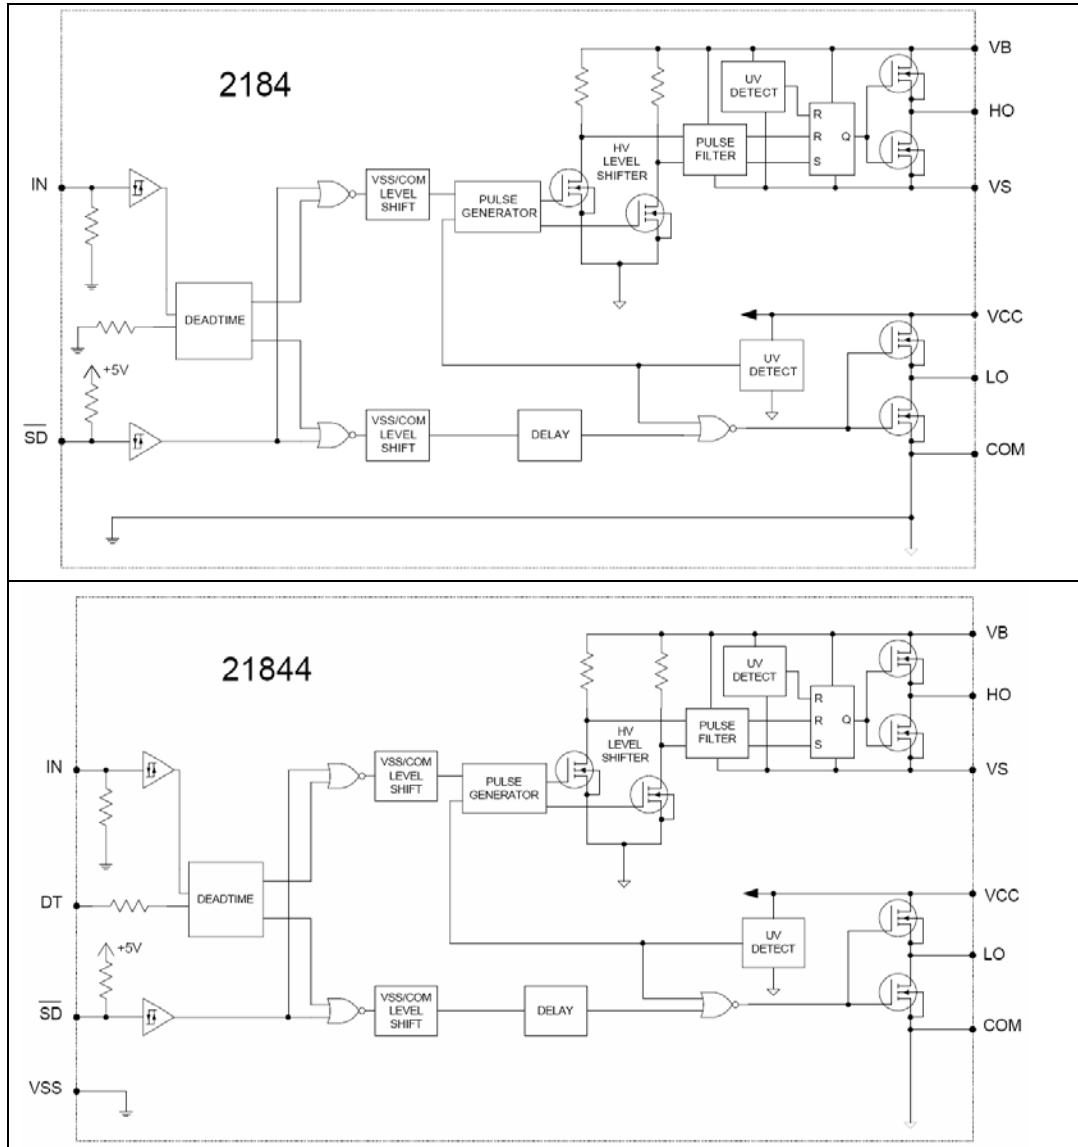 2184
VB
UV
DETECT
R
R
S
Q
HO
HV
LEVEL
SHIFTER
PULSE
FILTER
IN
VSS/COM
LEVEL
SHIFT
PULSE
GENERATOR
VS
DEADTIME
VCC
+5V
UV
DETECT
LO
SD
VSS/COM
LEVEL
SHIFT
DELAY
COM
21844
VB
UV
DETECT
R
R
S
Q
HO
HV
LEVEL
SHIFTER
PULSE
FILTER
IN
VSS/COM
LEVEL
SHIFT
PULSE
GENERATOR
VS
DT
DEADTIME
VCC
+5V
UV
DETECT
LO
SD
VSS/COM
LEVEL
SHIFT
DELAY
COM
VSS